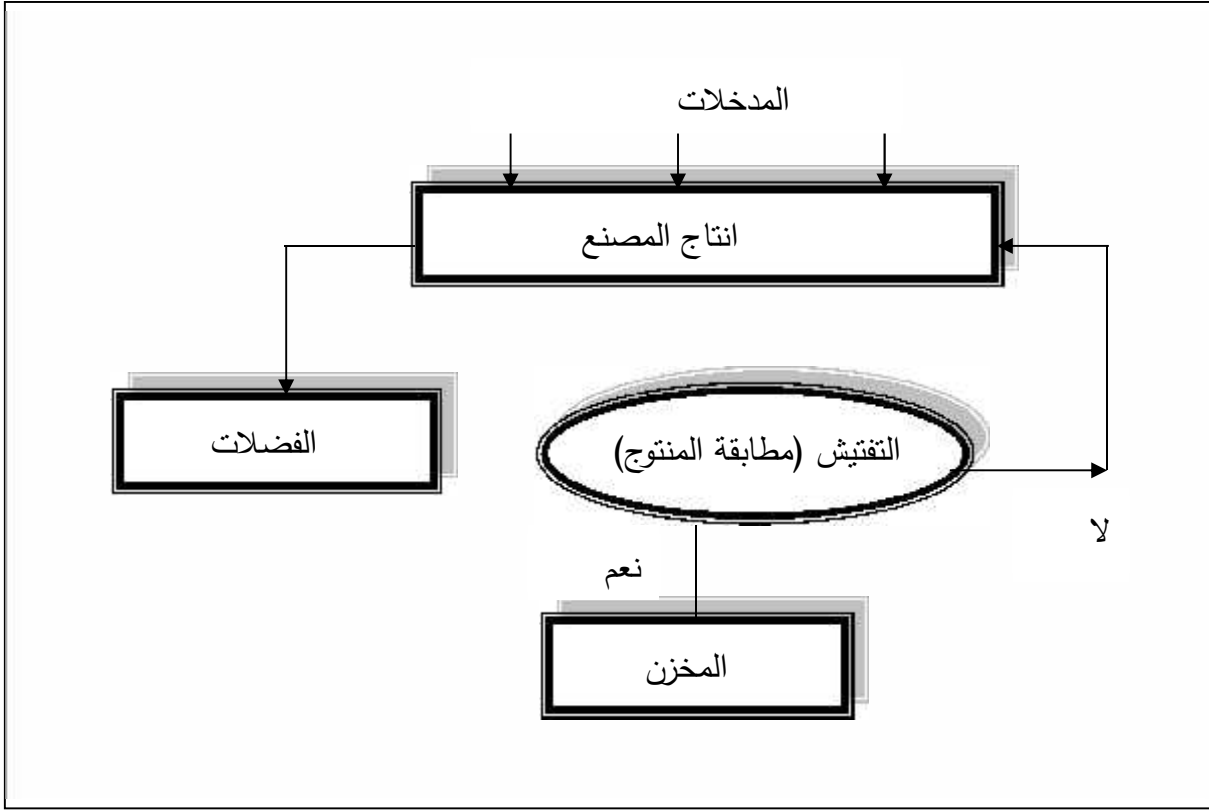 المدخلات
انتاج المصنع
الفضلات
التفتيش (مطابقة المنتوج)
لا
نعم
المخزن